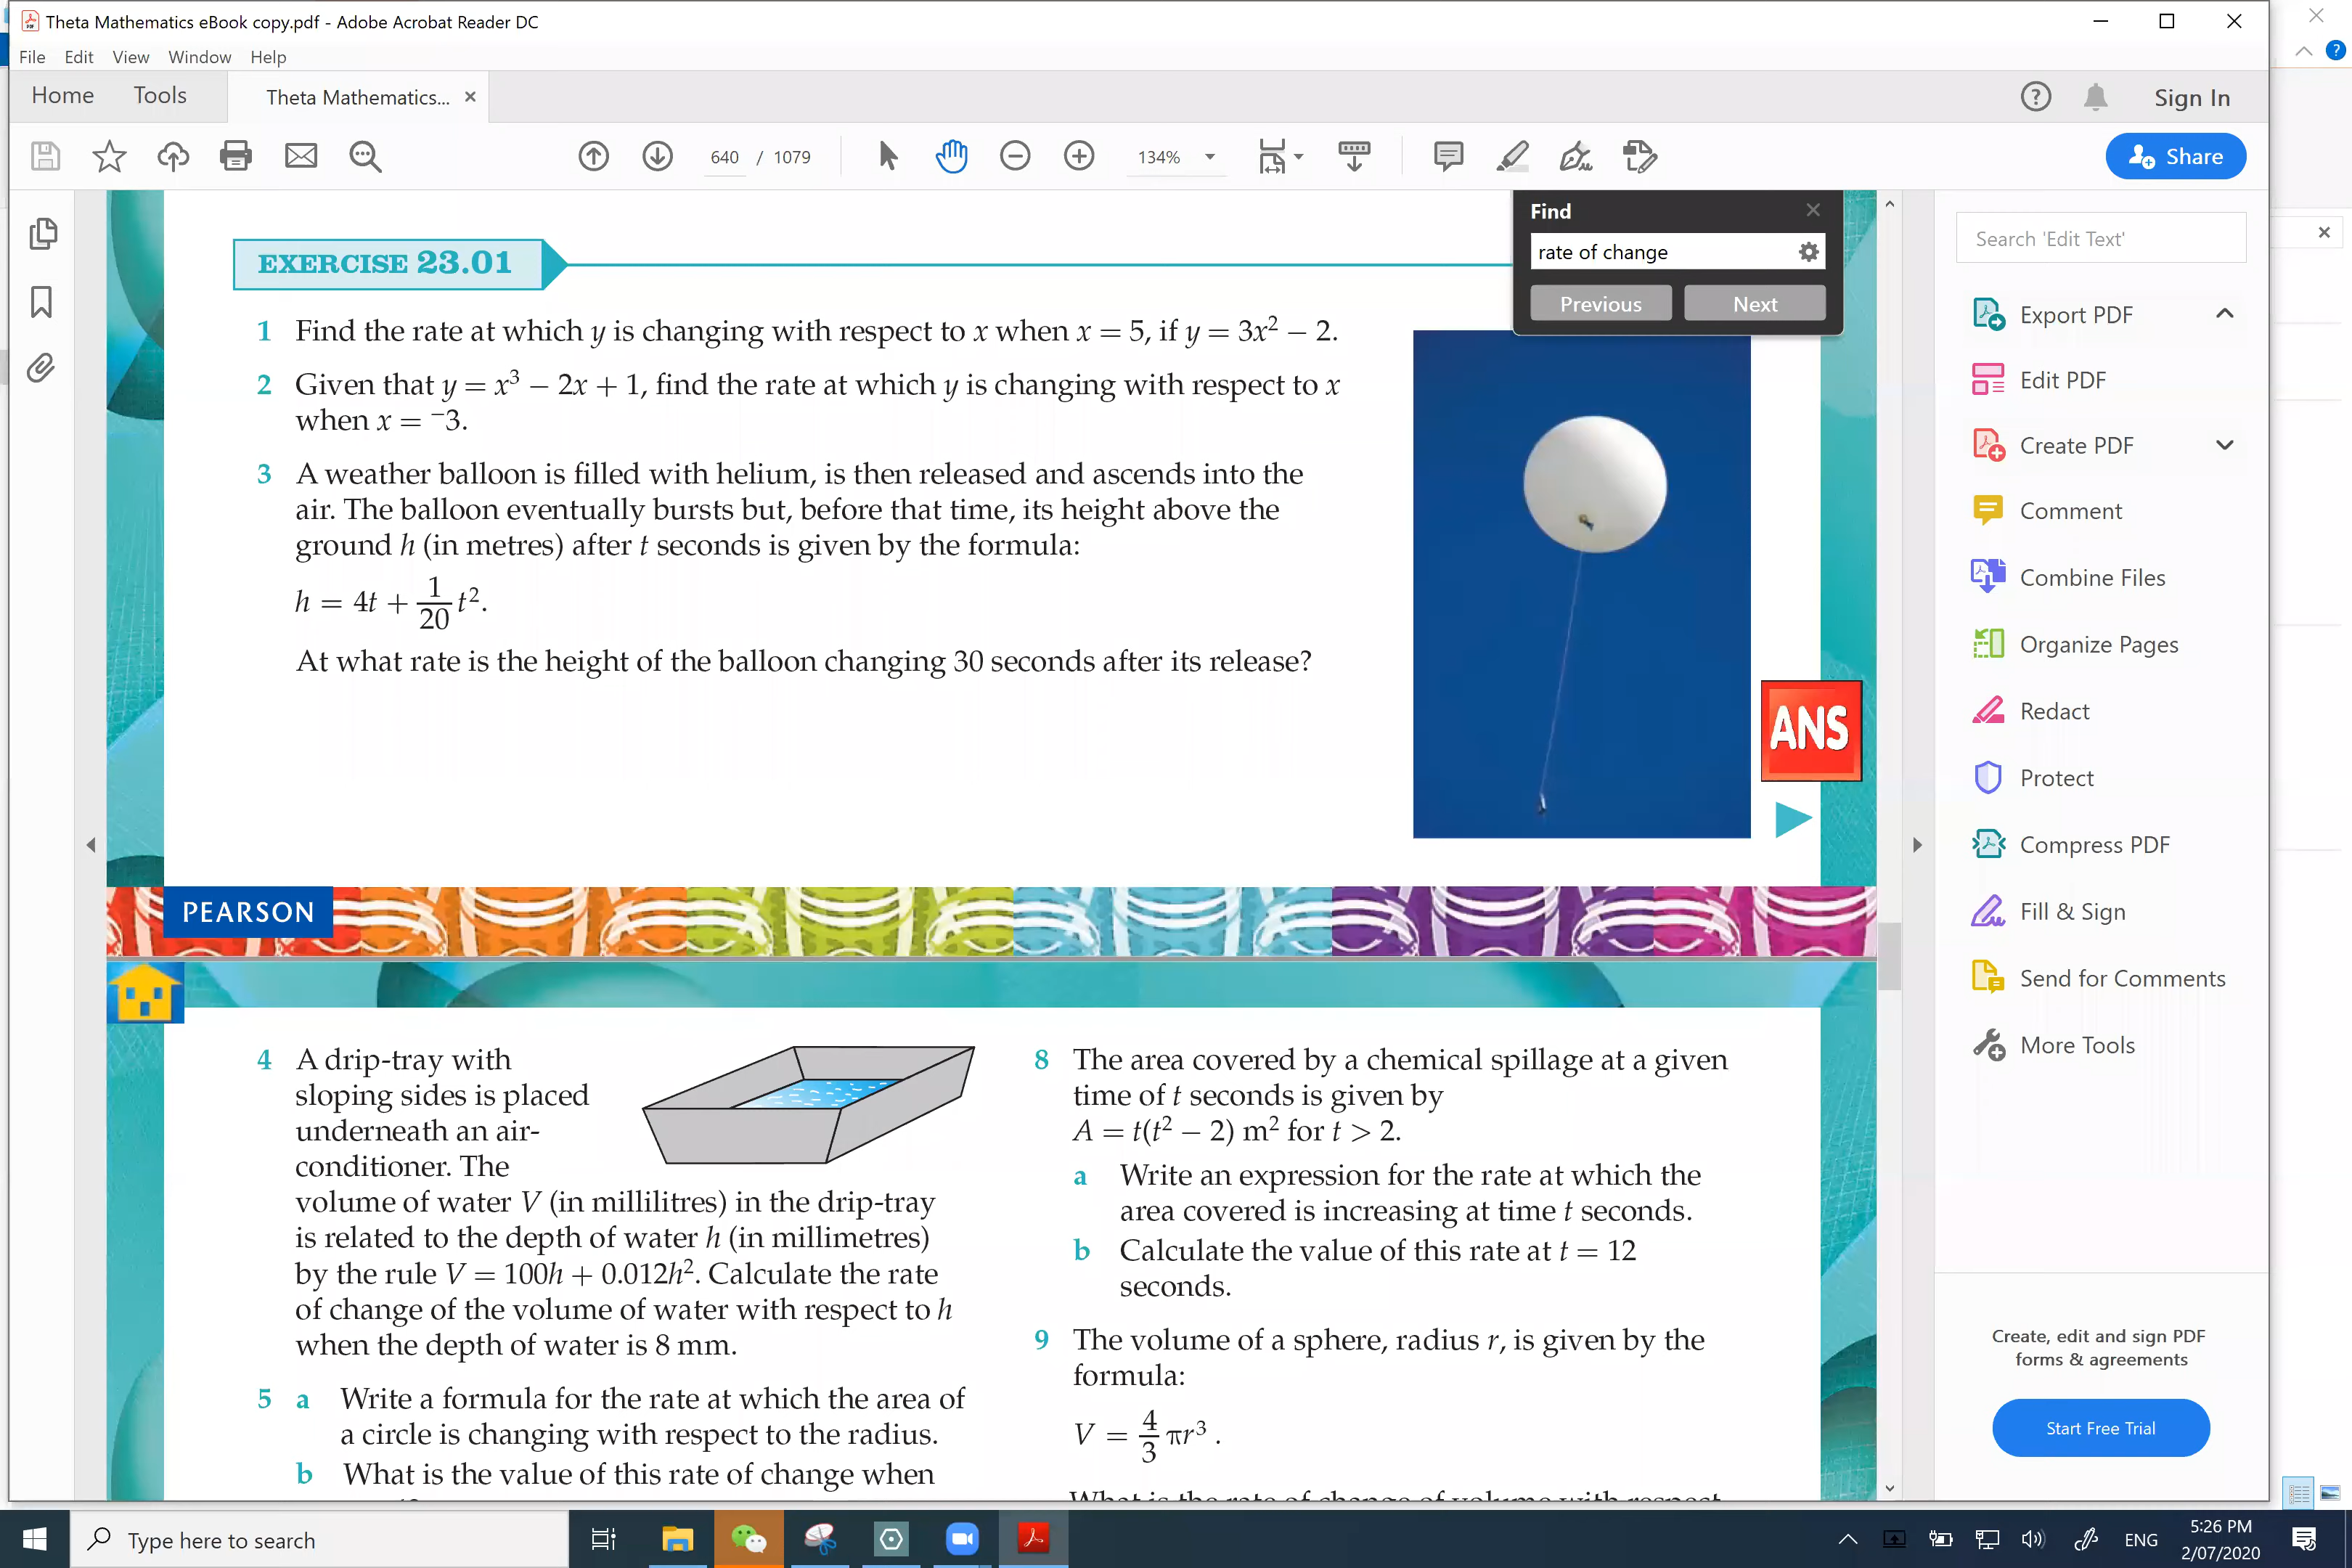 Theta Mathematics eBook copy.pdf - Adobe Acrobat Reader DC
File Edit View Window Help
Home Tools Theta Mathematics... × Sign In
640 / 1079 134% Share
Find
rate of change
Previous Next
Search 'Edit Text'
Export PDF
Edit PDF
Create PDF
Comment
Combine Files
Organize Pages
Redact
Protect
Compress PDF
Fill & Sign
Send for Comments
More Tools
Create, edit and sign PDF
forms & agreements
Start Free Trial
EXERCISE 23.01
1 Find the rate at which y is changing with respect to x when x = 5, if y = 3x² − 2.
2 Given that y = x³ − 2x + 1, find the rate at which y is changing with respect to x
when x = ⁻3.
3 A weather balloon is filled with helium, is then released and ascends into the
air. The balloon eventually bursts but, before that time, its height above the
ground h (in metres) after t seconds is given by the formula:
h = 4t + 1/20 t².
At what rate is the height of the balloon changing 30 seconds after its release?
ANS
PEARSON
4 A drip-tray with
sloping sides is placed
underneath an air-
conditioner. The
volume of water V (in millilitres) in the drip-tray
is related to the depth of water h (in millimetres)
by the rule V = 100h + 0.012h². Calculate the rate
of change of the volume of water with respect to h
when the depth of water is 8 mm.
5 a Write a formula for the rate at which the area of
a circle is changing with respect to the radius.
b What is the value of this rate of change when
8 The area covered by a chemical spillage at a given
time of t seconds is given by
A = t(t² − 2) m² for t > 2.
a Write an expression for the rate at which the
area covered is increasing at time t seconds.
b Calculate the value of this rate at t = 12
seconds.
9 The volume of a sphere, radius r, is given by the
formula:
V = 4/3 πr³ .
What is the rate of change of volume with respect
Type here to search
ENG
5:26 PM
2/07/2020